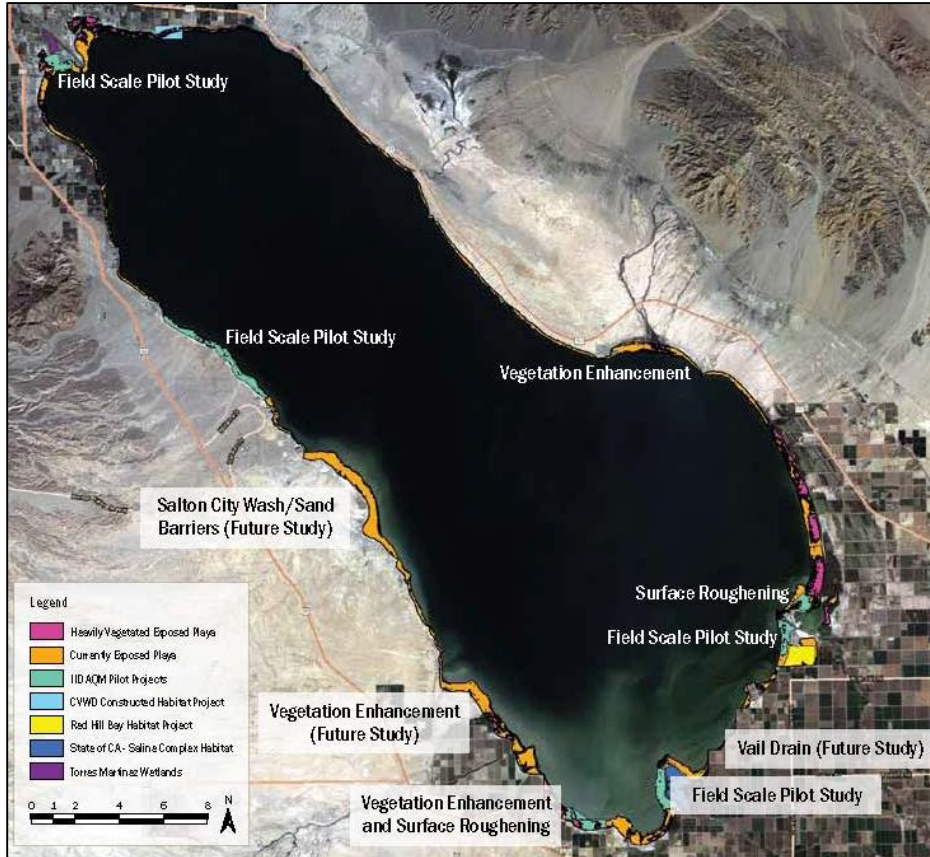 Field Scale Pilot Study
Field Scale Pilot Study
Vegetation Enhancement
Salton City Wash/Sand
Barriers (Future Study)
Surface Roughening
Field Scale Pilot Study
Vegetation Enhancement
(Future Study)
Vail Drain (Future Study)
Field Scale Pilot Study
Vegetation Enhancement
and Surface Roughening
Legend
Heavily Vegetated Exposed Playa
Currently Exposed Playa
IID AQM Pilot Projects
CVWD Constructed Habitat Project
Red Hill Bay Habitat Project
State of CA - Saline Complex Habitat
Torres Martinez Wetlands
0 1 2 4 6 8
N